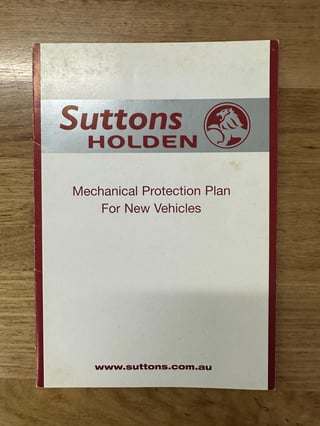 Suttons
HOLDEN
Mechanical Protection Plan
For New Vehicles
www.suttons.com.au